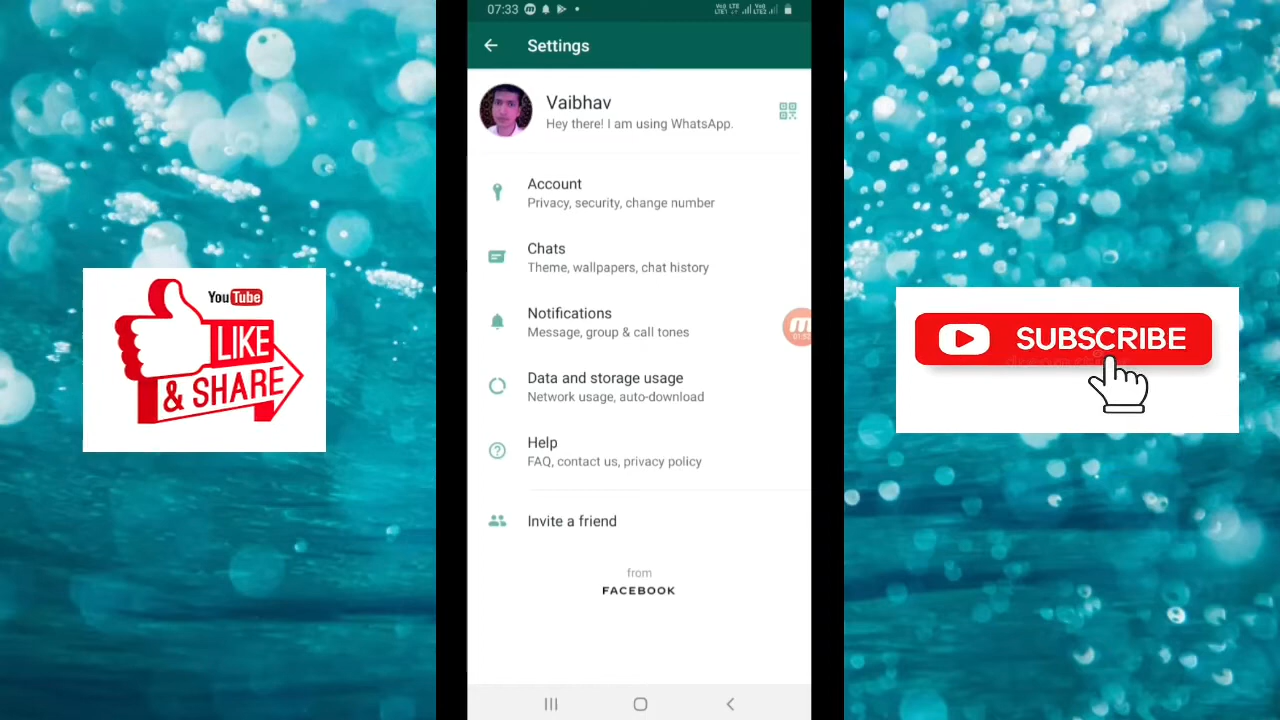 07:33
Settings
Vaibhav
Hey there! I am using WhatsApp.
Account
Privacy, security, change number
Chats
Theme, wallpapers, chat history
Notifications
Message, group & call tones
Data and storage usage
Network usage, auto-download
Help
FAQ, contact us, privacy policy
Invite a friend
from
FACEBOOK
YouTube
LIKE
& SHARE
SUBSCRIBE